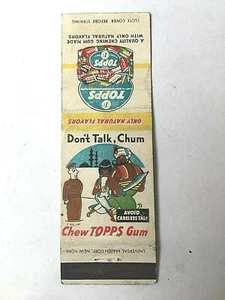 CLOSE COVER BEFORE STRIKING
A QUALITY CHEWING GUM MADE
WITH ONLY NATURAL FLAVORS
TOPPS
TOPPS
ONLY NATURAL FLAVORS
Don't Talk, Chum
AVOID
CARELESS TALK
Chew TOPPS Gum
UNIVERSAL MATCH CORP., NEW YORK